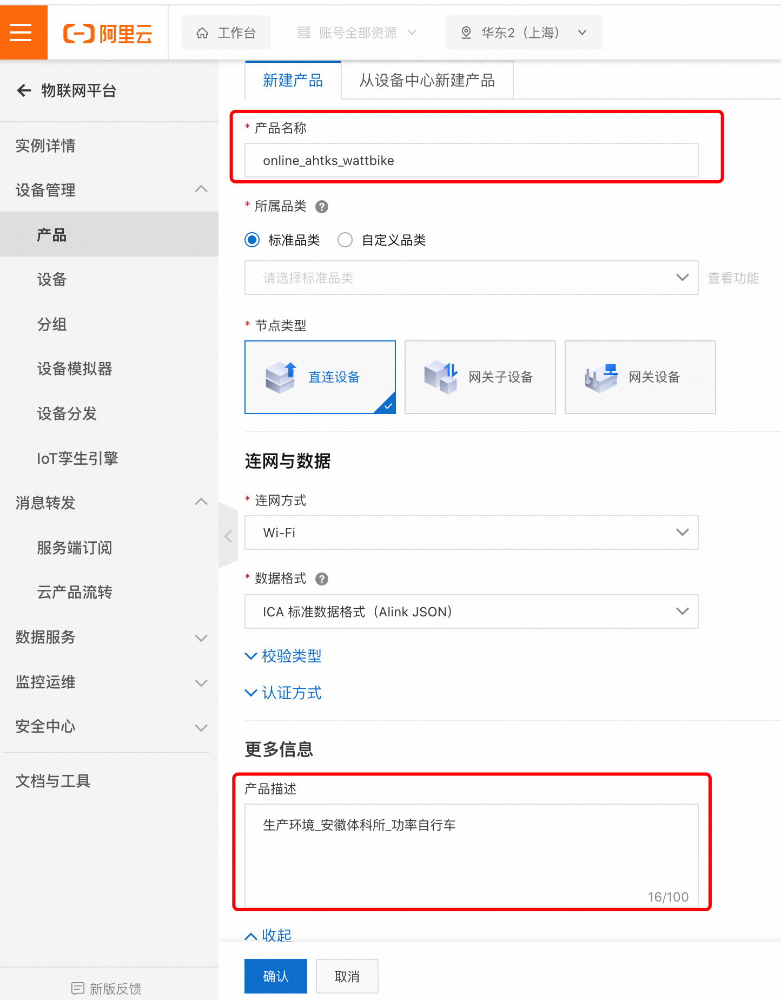 阿里云
工作台
账号全部资源
华东2（上海）
物联网平台
实例详情
设备管理
产品
设备
分组
设备模拟器
设备分发
IoT孪生引擎
消息转发
服务端订阅
云产品流转
数据服务
监控运维
安全中心
文档与工具
新版反馈
新建产品
从设备中心新建产品
* 产品名称
online_ahtks_wattbike
* 所属品类 ?
标准品类
自定义品类
请选择标准品类
查看功能
* 节点类型
直连设备
网关子设备
网关设备
连网与数据
* 连网方式
Wi-Fi
* 数据格式 ?
ICA 标准数据格式（Alink JSON）
校验类型
认证方式
更多信息
产品描述
生产环境_安徽体科所_功率自行车
16/100
收起
确认
取消